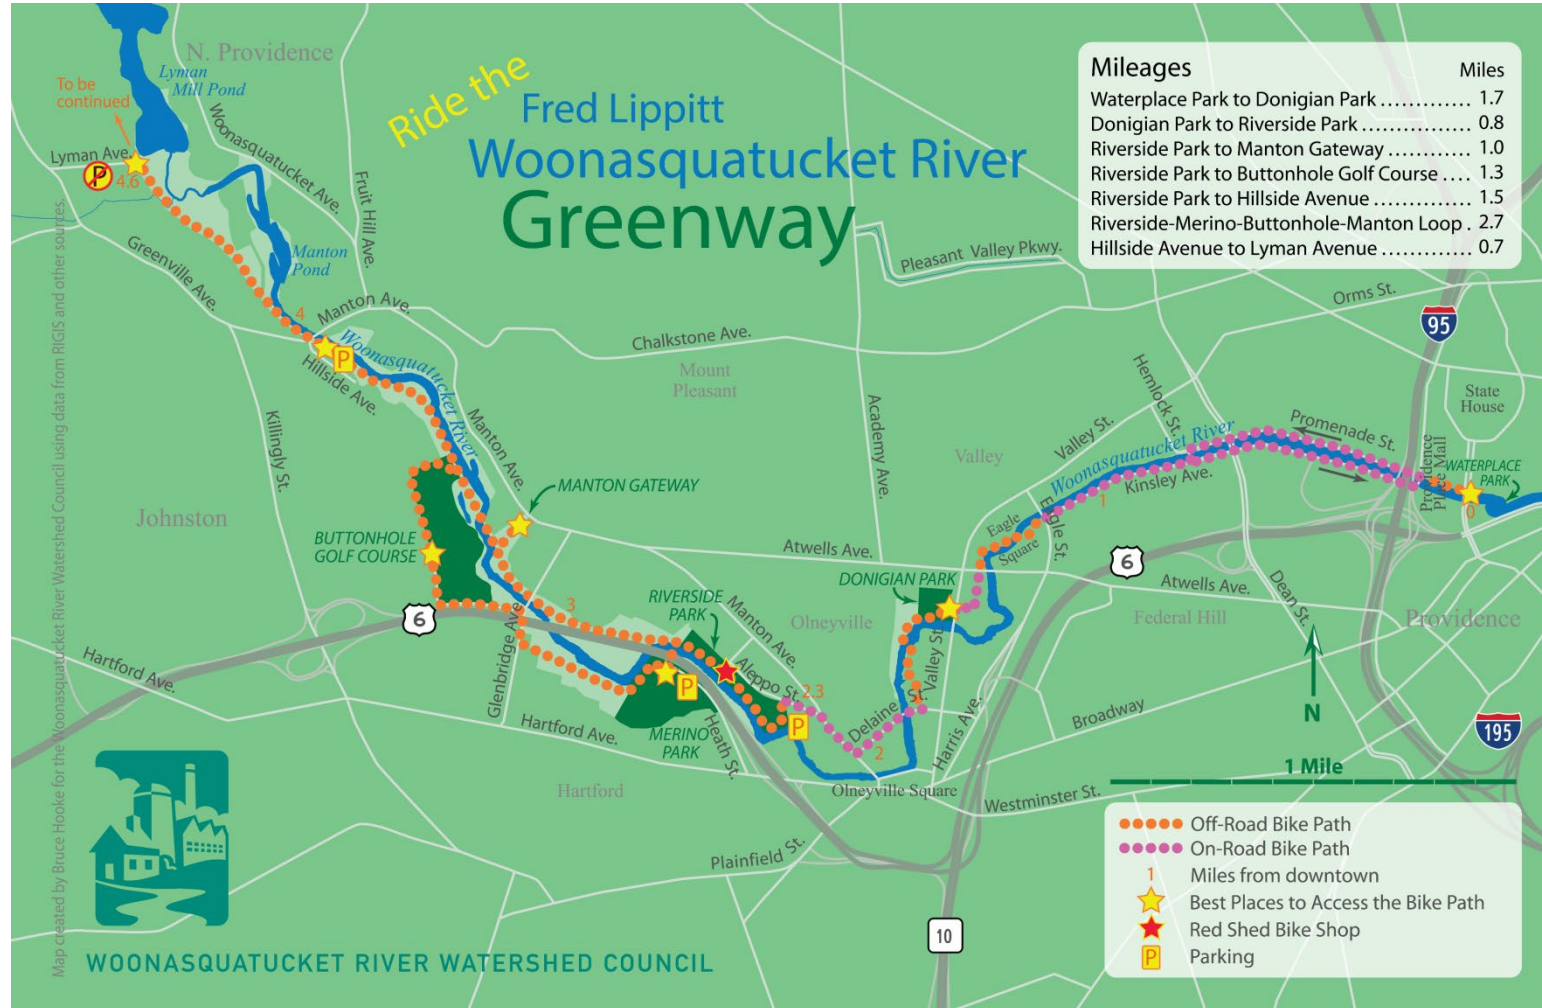 Ride the
Fred Lippitt
Woonasquatucket River
Greenway
Mileages Miles
Waterplace Park to Donigian Park ............. 1.7
Donigian Park to Riverside Park ................ 0.8
Riverside Park to Manton Gateway ............ 1.0
Riverside Park to Buttonhole Golf Course .... 1.3
Riverside Park to Hillside Avenue .............. 1.5
Riverside-Merino-Buttonhole-Manton Loop . 2.7
Hillside Avenue to Lyman Avenue ............. 0.7
N. Providence
Lyman
Mill Pond
To be
continued
Lyman Ave.
P
4.6
Woonasquatucket Ave.
Fruit Hill Ave.
Manton
Pond
Greenville Ave.
4
Manton Ave.
P
Hillside Ave.
Woonasquatucket River
Killingly St.
Manton Ave.
Pleasant Valley Pkwy.
Chalkstone Ave.
Mount
Pleasant
Academy Ave.
Orms St.
95
Hemlock St.
State
House
Promenade St.
Valley St.
Valley
Woonasquatucket River
Kinsley Ave.
1
Providence
Place Mall
WATERPLACE
PARK
0
MANTON GATEWAY
Johnston
BUTTONHOLE
GOLF COURSE
Eagle
Square
Eagle St.
Atwells Ave.
6
Atwells Ave.
Dean St.
DONIGIAN PARK
RIVERSIDE
PARK
3
6
Manton Ave.
Olneyville
Federal Hill
Providence
Hartford Ave.
Glenbridge Ave.
Aleppo St.
2.3
P
P
Valley St.
Delaine St.
2
Harris Ave.
Broadway
N
195
MERINO
PARK
Heath St.
Hartford Ave.
Hartford
Olneyville Square
Westminster St.
1 Mile
Plainfield St.
10
Off-Road Bike Path
On-Road Bike Path
1 Miles from downtown
Best Places to Access the Bike Path
Red Shed Bike Shop
P Parking
WOONASQUATUCKET RIVER WATERSHED COUNCIL
Map created by Bruce Hooke for the Woonasquatucket River Watershed Council using data from RIGIS and other sources.